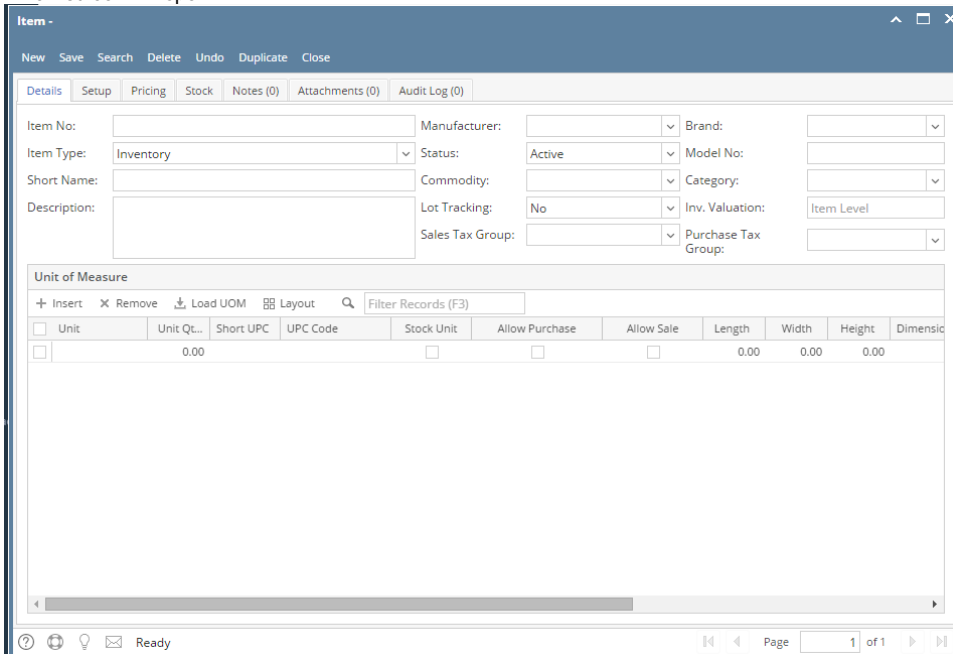 Item -
New Save Search Delete Undo Duplicate Close
Details Setup Pricing Stock Notes (0) Attachments (0) Audit Log (0)
Item No: Manufacturer: Brand:
Item Type: Inventory Status: Active Model No:
Short Name: Commodity: Category:
Description: Lot Tracking: No Inv. Valuation: Item Level
Sales Tax Group: Purchase Tax
Group:
Unit of Measure
Insert Remove Load UOM Layout Filter Records (F3)
Unit Unit Qt... Short UPC UPC Code Stock Unit Allow Purchase Allow Sale Length Width Height Dimensic
0.00 0.00 0.00 0.00
Ready Page 1 of 1